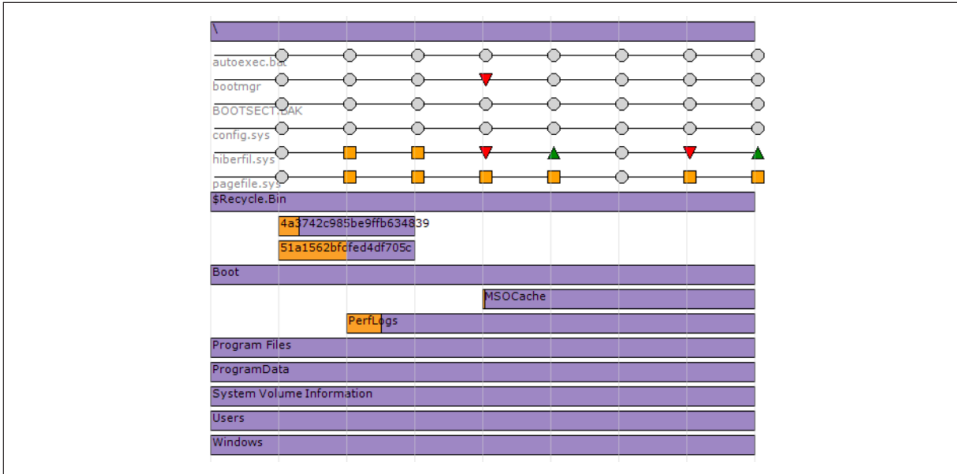 \
autoexec.bat
bootmgr
BOOTSECT.BAK
config.sys
hiberfil.sys
pagefile.sys
$Recycle.Bin
4a3742c985be9ffb634839
51a1562bfcfed4df705c
Boot
MSOCache
PerfLogs
Program Files
ProgramData
System Volume Information
Users
Windows